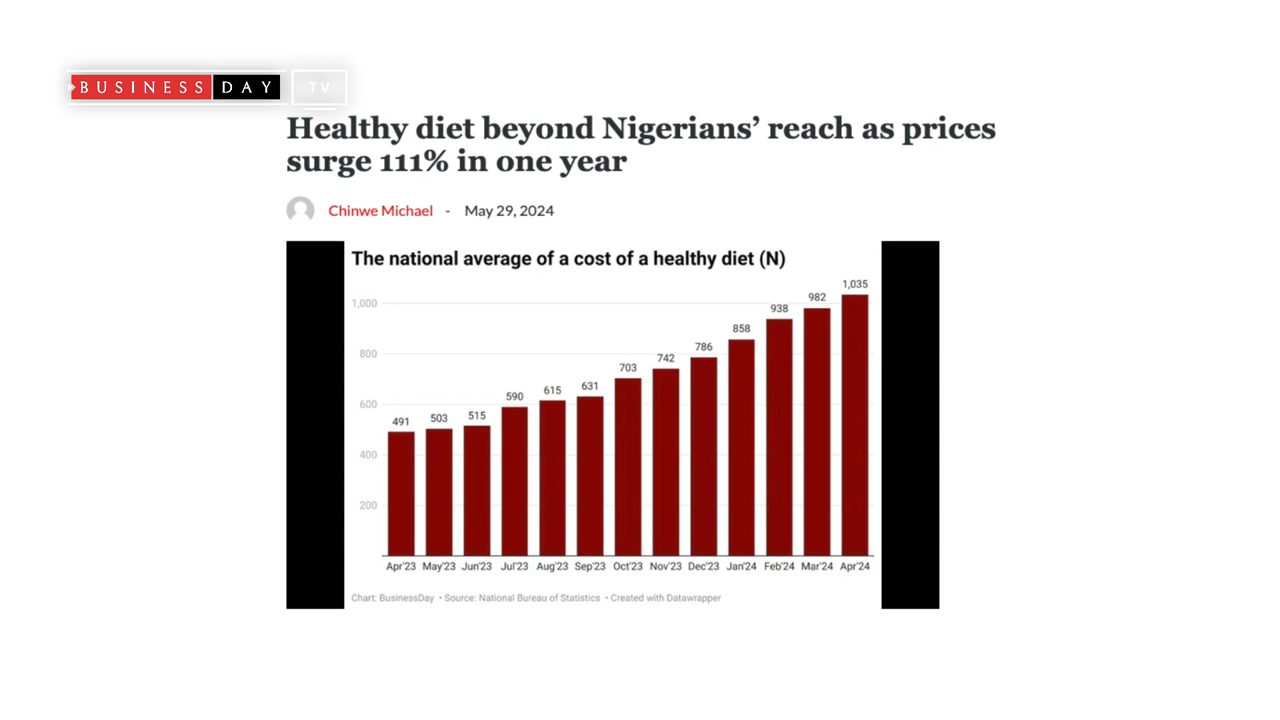 BUSINESS DAY TV
Healthy diet beyond Nigerians’ reach as prices
surge 111% in one year
Chinwe Michael - May 29, 2024
The national average of a cost of a healthy diet (N)
1,000
800
600
400
200
491
503
515
590
615
631
703
742
786
858
938
982
1,035
Apr'23 May'23 Jun'23 Jul'23 Aug'23 Sep'23 Oct'23 Nov'23 Dec'23 Jan'24 Feb'24 Mar'24 Apr'24
Chart: BusinessDay • Source: National Bureau of Statistics • Created with Datawrapper